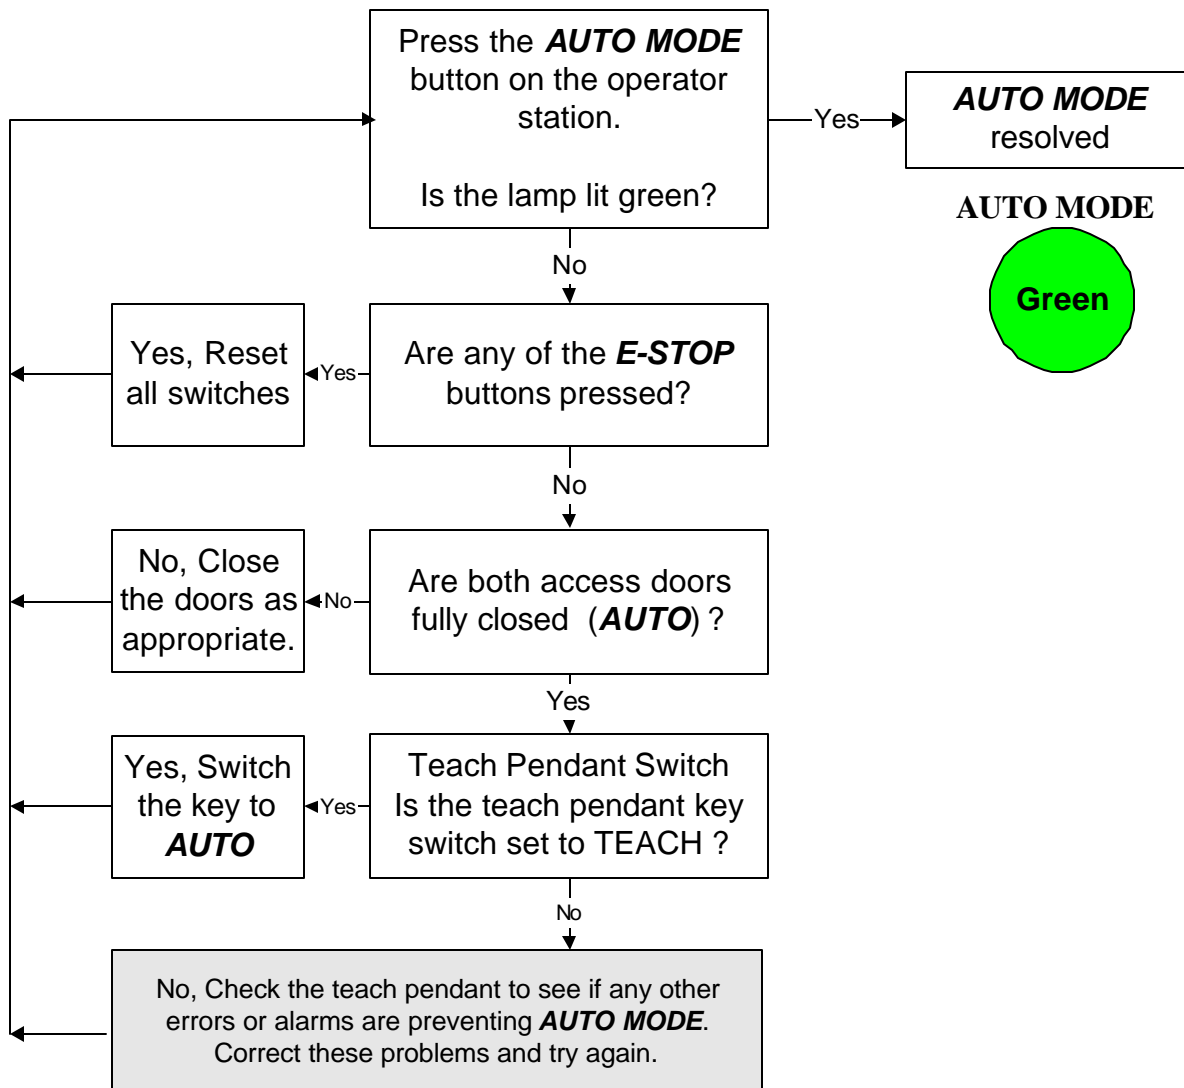 Press the AUTO MODE
button on the operator
station.
Is the lamp lit green?
Yes
AUTO MODE
resolved
AUTO MODE
Green
No
Yes, Reset
all switches
Yes
Are any of the E-STOP
buttons pressed?
No
No, Close
the doors as
appropriate.
No
Are both access doors
fully closed (AUTO) ?
Yes
Yes, Switch
the key to
AUTO
Yes
Teach Pendant Switch
Is the teach pendant key
switch set to TEACH ?
No
No, Check the teach pendant to see if any other
errors or alarms are preventing AUTO MODE.
Correct these problems and try again.